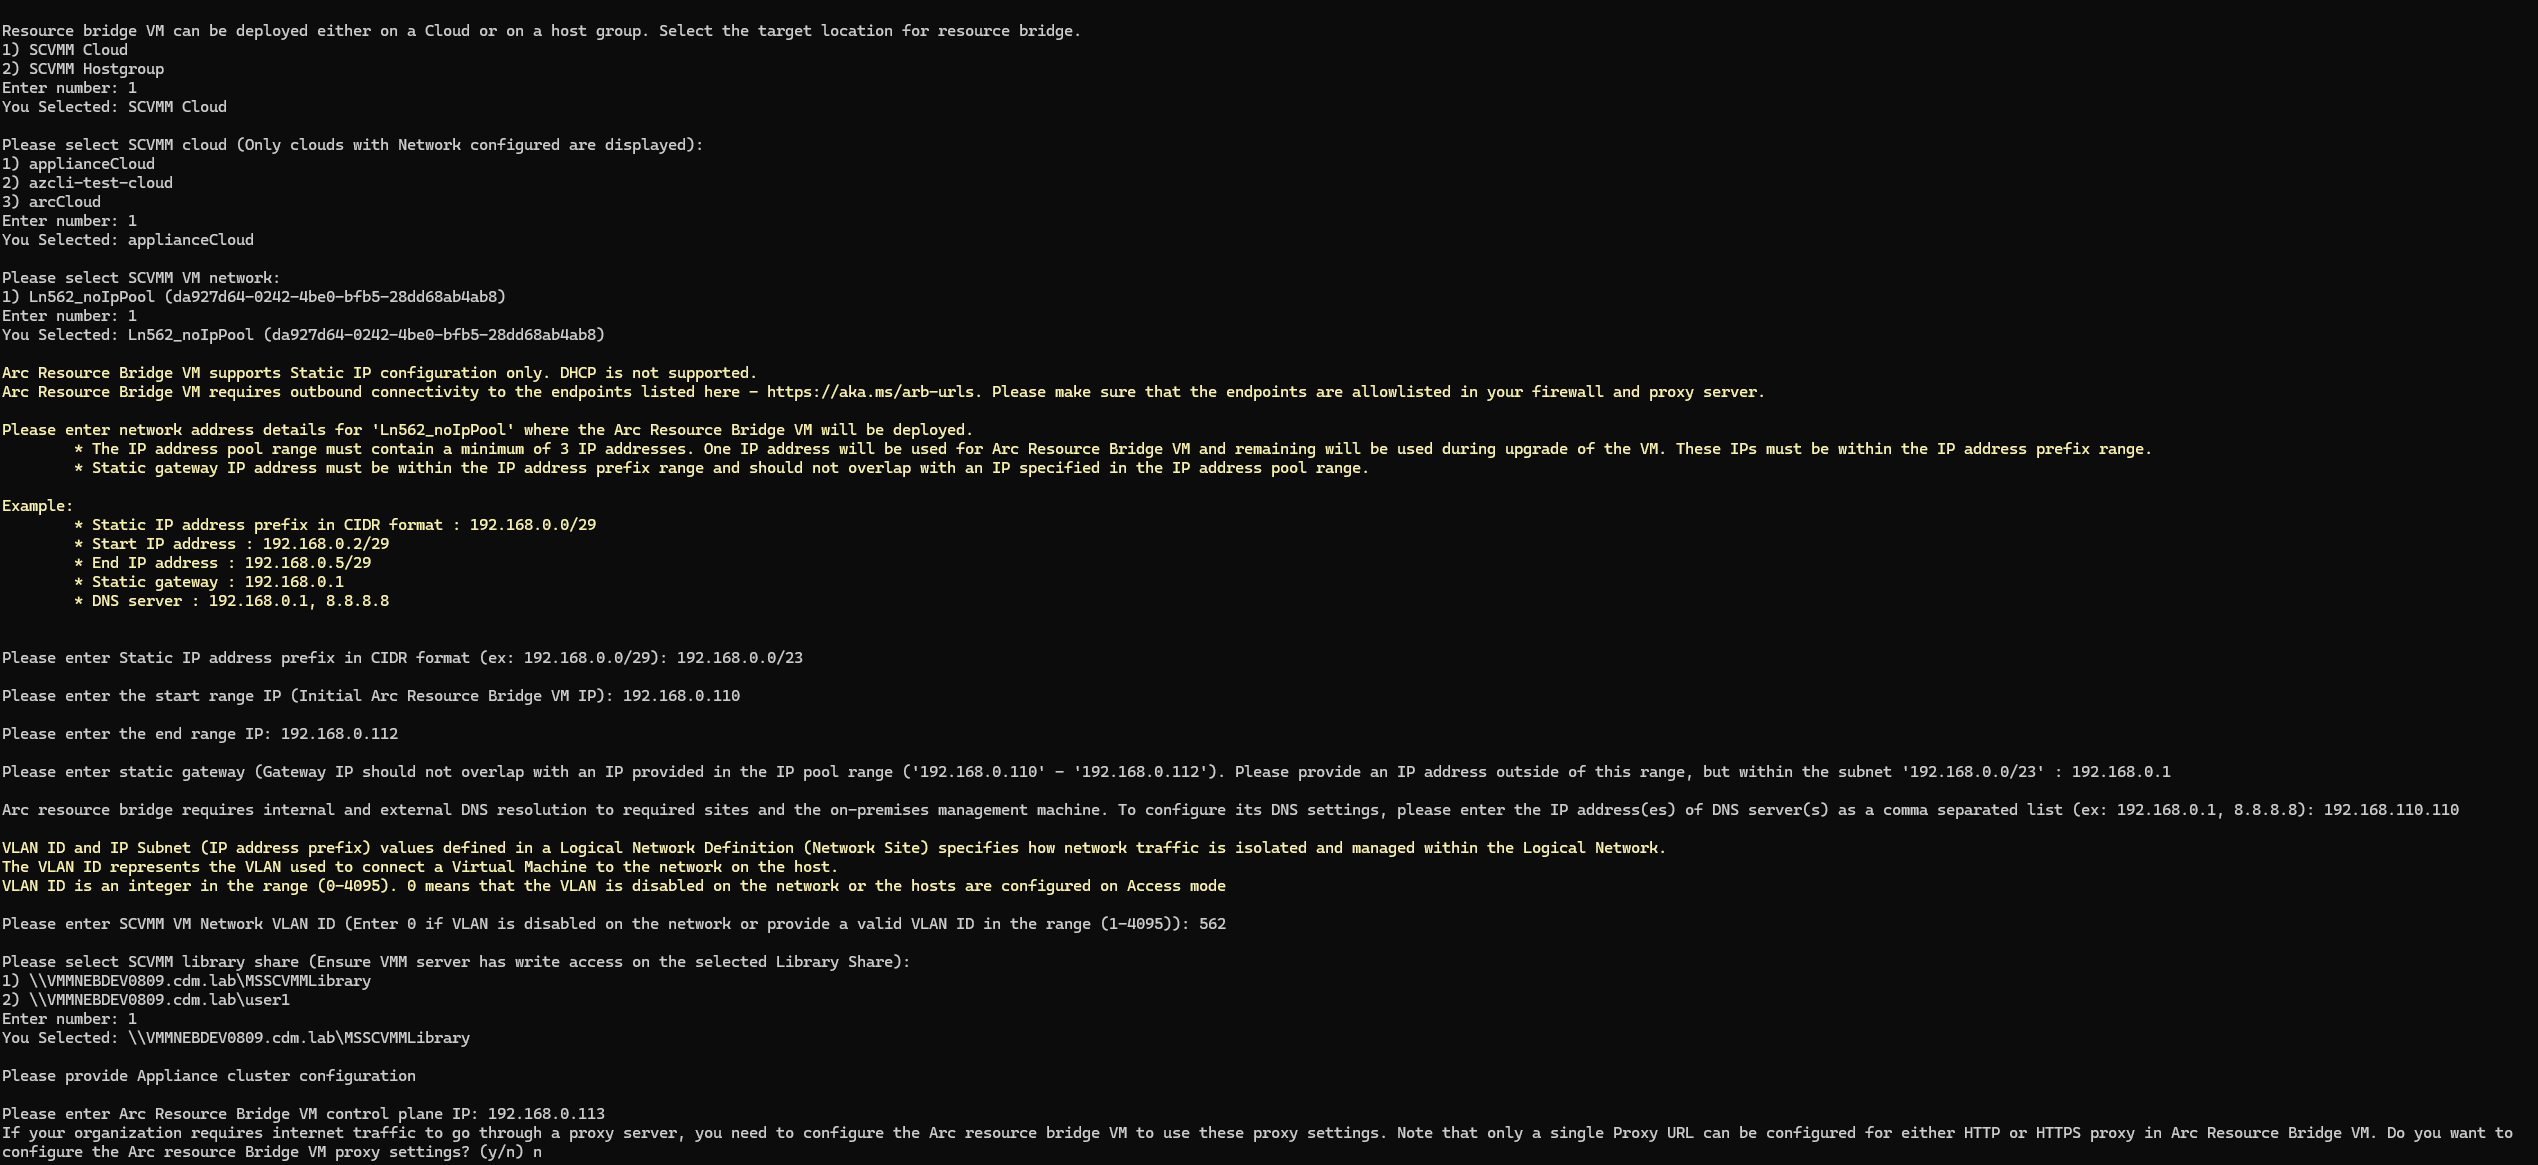 Resource bridge VM can be deployed either on a Cloud or on a host group. Select the target location for resource bridge.
1) SCVMM Cloud
2) SCVMM Hostgroup
Enter number: 1
You Selected: SCVMM Cloud
Please select SCVMM cloud (Only clouds with Network configured are displayed):
1) applianceCloud
2) azcli-test-cloud
3) arcCloud
Enter number: 1
You Selected: applianceCloud
Please select SCVMM VM network:
1) Ln562_noIpPool (da927d64-0242-4be0-bfb5-28dd68ab4ab8)
Enter number: 1
You Selected: Ln562_noIpPool (da927d64-0242-4be0-bfb5-28dd68ab4ab8)
Arc Resource Bridge VM supports Static IP configuration only. DHCP is not supported.
Arc Resource Bridge VM requires outbound connectivity to the endpoints listed here - https://aka.ms/arb-urls. Please make sure that the endpoints are allowlisted in your firewall and proxy server.
Please enter network address details for 'Ln562_noIpPool' where the Arc Resource Bridge VM will be deployed.
* The IP address pool range must contain a minimum of 3 IP addresses. One IP address will be used for Arc Resource Bridge VM and remaining will be used during upgrade of the VM. These IPs must be within the IP address prefix range.
* Static gateway IP address must be within the IP address prefix range and should not overlap with an IP specified in the IP address pool range.
Example:
* Static IP address prefix in CIDR format : 192.168.0.0/29
* Start IP address : 192.168.0.2/29
* End IP address : 192.168.0.5/29
* Static gateway : 192.168.0.1
* DNS server : 192.168.0.1, 8.8.8.8
Please enter Static IP address prefix in CIDR format (ex: 192.168.0.0/29): 192.168.0.0/23
Please enter the start range IP (Initial Arc Resource Bridge VM IP): 192.168.0.110
Please enter the end range IP: 192.168.0.112
Please enter static gateway (Gateway IP should not overlap with an IP provided in the IP pool range ('192.168.0.110' - '192.168.0.112'). Please provide an IP address outside of this range, but within the subnet '192.168.0.0/23' : 192.168.0.1
Arc resource bridge requires internal and external DNS resolution to required sites and the on-premises management machine. To configure its DNS settings, please enter the IP address(es) of DNS server(s) as a comma separated list (ex: 192.168.0.1, 8.8.8.8): 192.168.110.110
VLAN ID and IP Subnet (IP address prefix) values defined in a Logical Network Definition (Network Site) specifies how network traffic is isolated and managed within the Logical Network.
The VLAN ID represents the VLAN used to connect a Virtual Machine to the network on the host.
VLAN ID is an integer in the range (0-4095). 0 means that the VLAN is disabled on the network or the hosts are configured on Access mode
Please enter SCVMM VM Network VLAN ID (Enter 0 if VLAN is disabled on the network or provide a valid VLAN ID in the range (1-4095)): 562
Please select SCVMM library share (Ensure VMM server has write access on the selected Library Share):
1) \\VMMNEBDEV0809.cdm.lab\MSSCVMMLibrary
2) \\VMMNEBDEV0809.cdm.lab\user1
Enter number: 1
You Selected: \\VMMNEBDEV0809.cdm.lab\MSSCVMMLibrary
Please provide Appliance cluster configuration
Please enter Arc Resource Bridge VM control plane IP: 192.168.0.113
If your organization requires internet traffic to go through a proxy server, you need to configure the Arc resource bridge VM to use these proxy settings. Note that only a single Proxy URL can be configured for either HTTP or HTTPS proxy in Arc Resource Bridge VM. Do you want to
configure the Arc resource Bridge VM proxy settings? (y/n) n